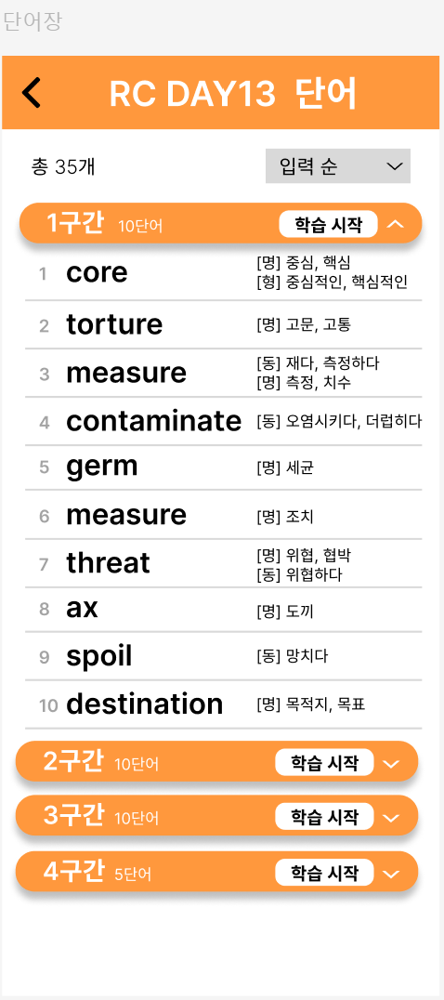 단어장
RC DAY13 단어
총 35개
입력 순
1구간 10단어 학습 시작
1 core [명] 중심, 핵심
[형] 중심적인, 핵심적인
2 torture [명] 고문, 고통
3 measure [동] 재다, 측정하다
[명] 측정, 치수
4 contaminate [동] 오염시키다, 더럽히다
5 germ [명] 세균
6 measure [명] 조치
7 threat [명] 위협, 협박
[동] 위협하다
8 ax [명] 도끼
9 spoil [동] 망치다
10 destination [명] 목적지, 목표
2구간 10단어 학습 시작
3구간 10단어 학습 시작
4구간 5단어 학습 시작